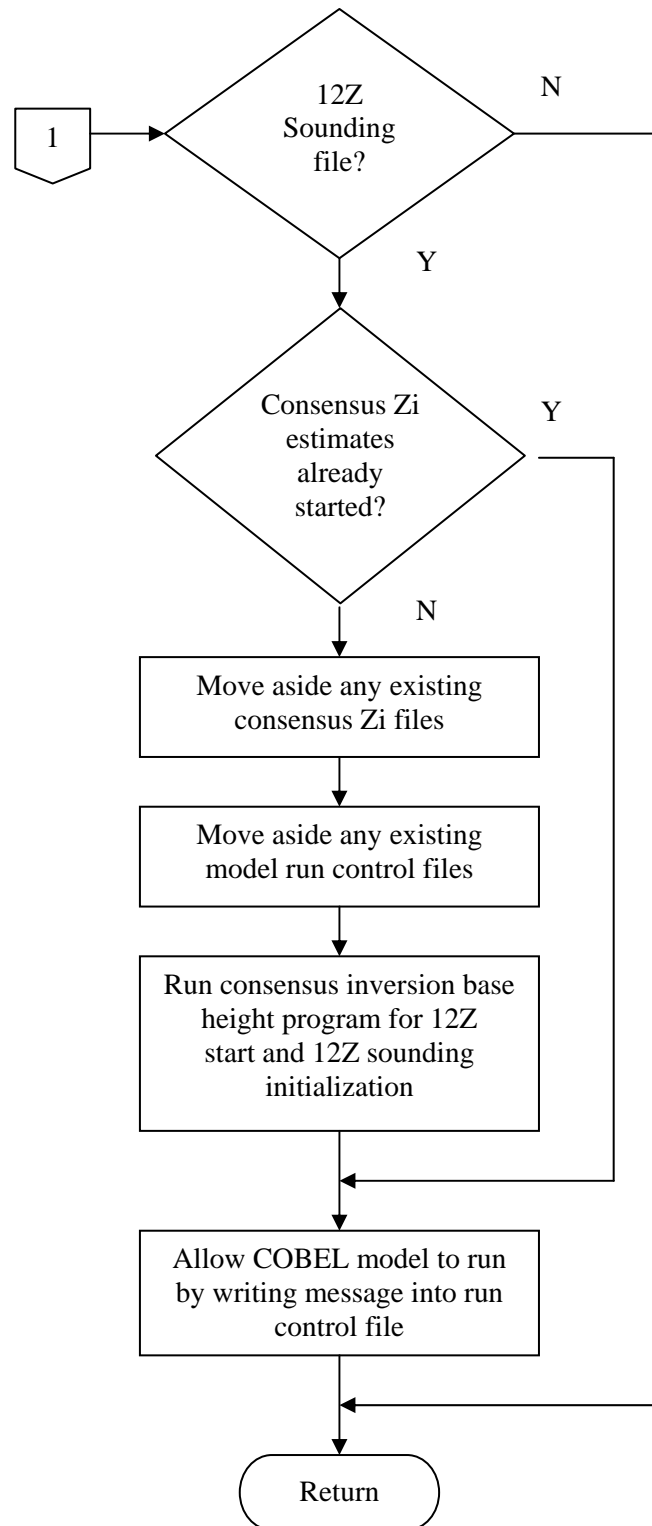 12Z
N
1
Sounding
file?
Y
Consensus Zi
Y
estimates
already
started?
N
Move aside any existing
consensus Zi files
Move aside any existing
model run control files
Run consensus inversion base
height program for 12Z
start and 12Z sounding
initialization
Allow COBEL model to run
by writing message into run
control file
Return